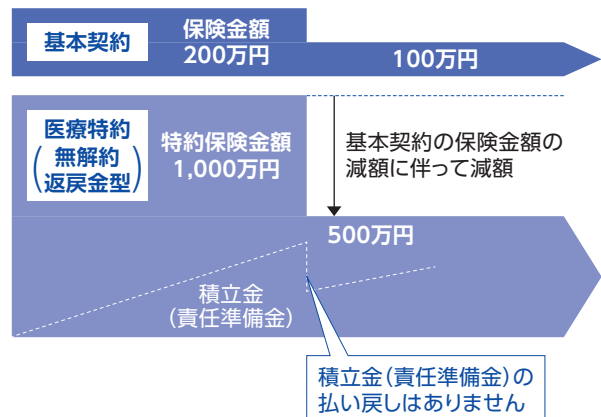 基本契約
保険金額
200万円
100万円
医療特約
(無解約
返戻金型)
特約保険金額
1,000万円
基本契約の保険金額の
減額に伴って減額
500万円
積立金
(責任準備金)
積立金(責任準備金)の
払い戻しはありません